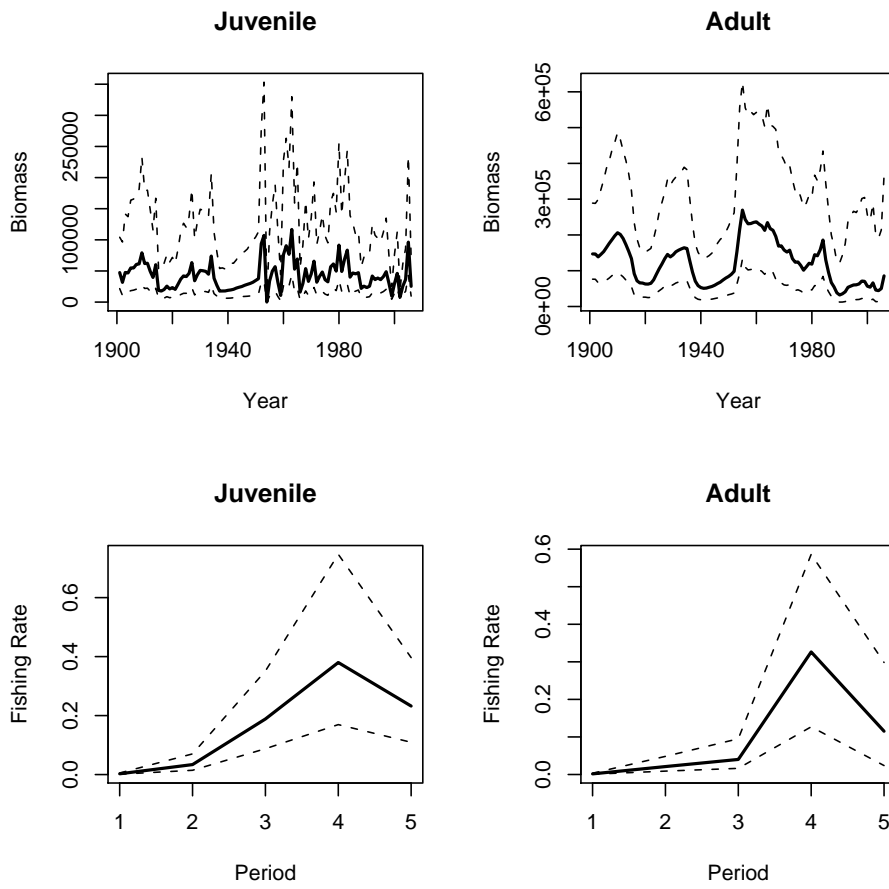 Juvenile
Biomass
250000
100000
0
1900 1940 1980
Year
Adult
Biomass
6e+05
3e+05
0e+00
1900 1940 1980
Year
Juvenile
Fishing Rate
0.6
0.4
0.2
0.0
1 2 3 4 5
Period
Adult
Fishing Rate
0.6
0.4
0.2
0.0
1 2 3 4 5
Period